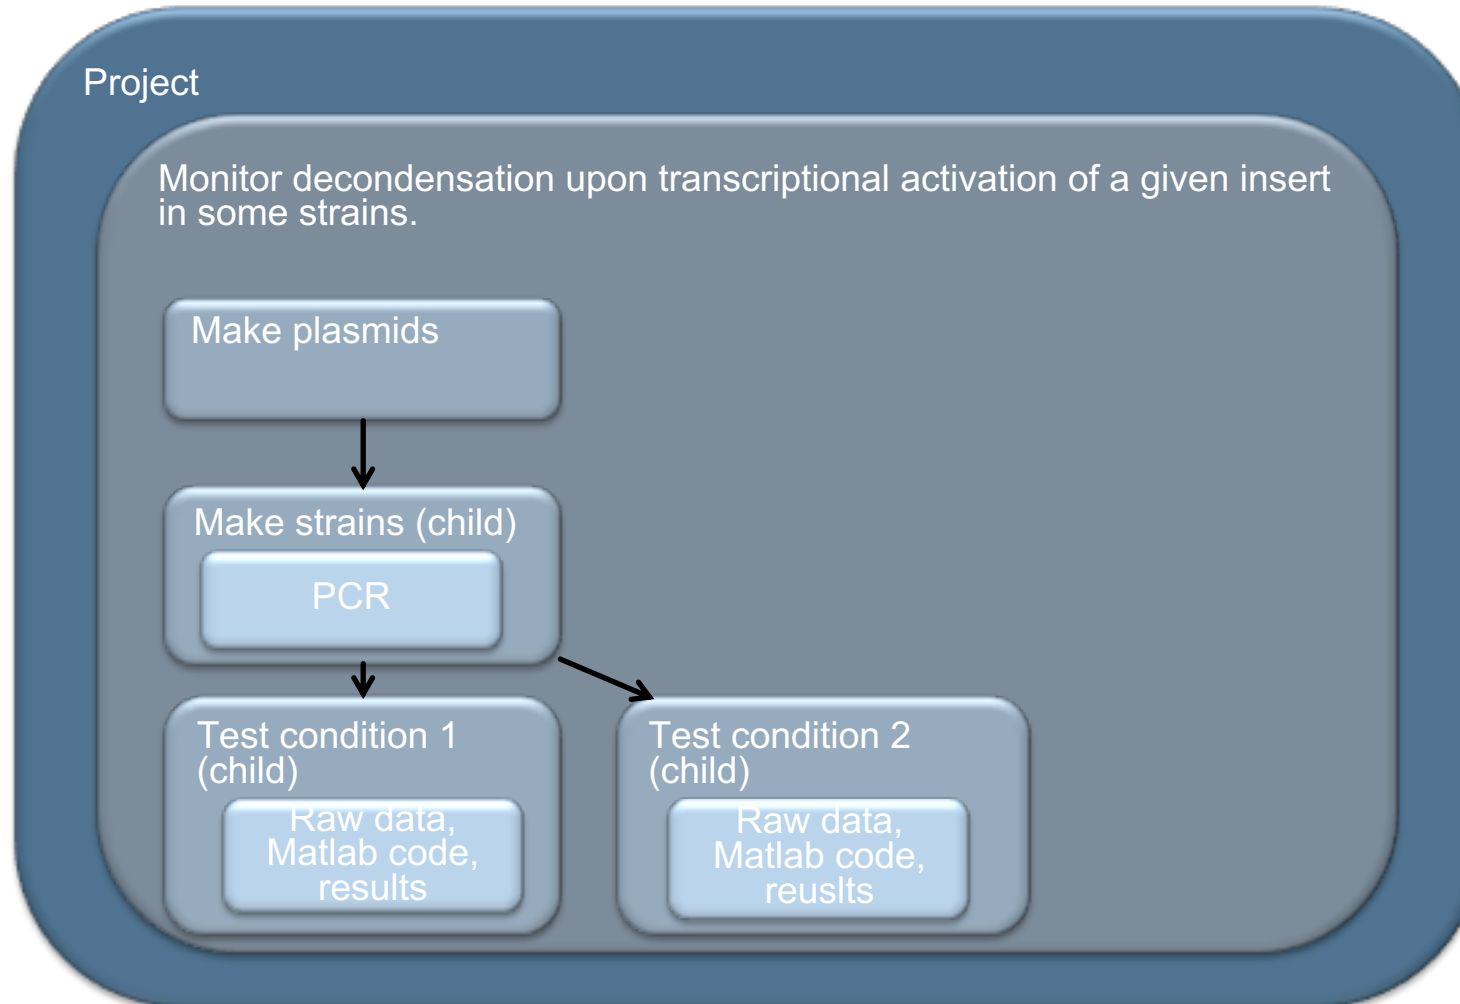 Project
Monitor decondensation upon transcriptional activation of a given insert
in some strains.
Make plasmids
Make strains (child)
PCR
Test condition 1
(child)
Raw data,
Matlab code,
results
Test condition 2
(child)
Raw data,
Matlab code,
reuslts